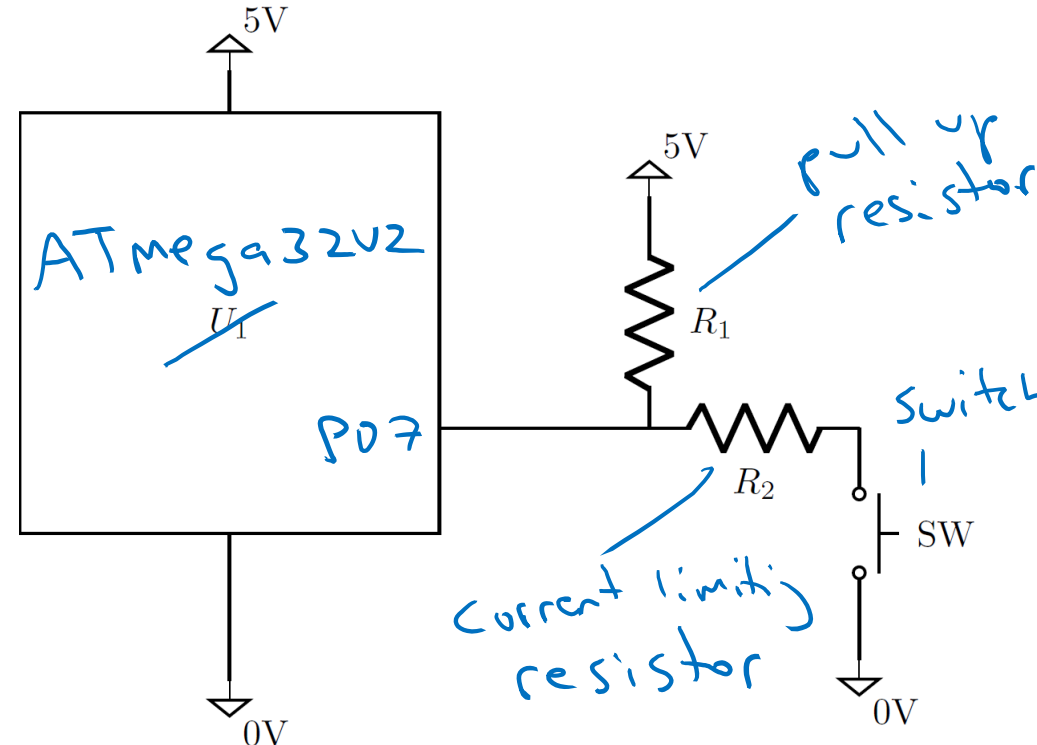 5V
5V
pull up
resistor
ATmega32U2
U1
R1
switch
PD7
R2
SW
current limiting
resistor
0V
0V